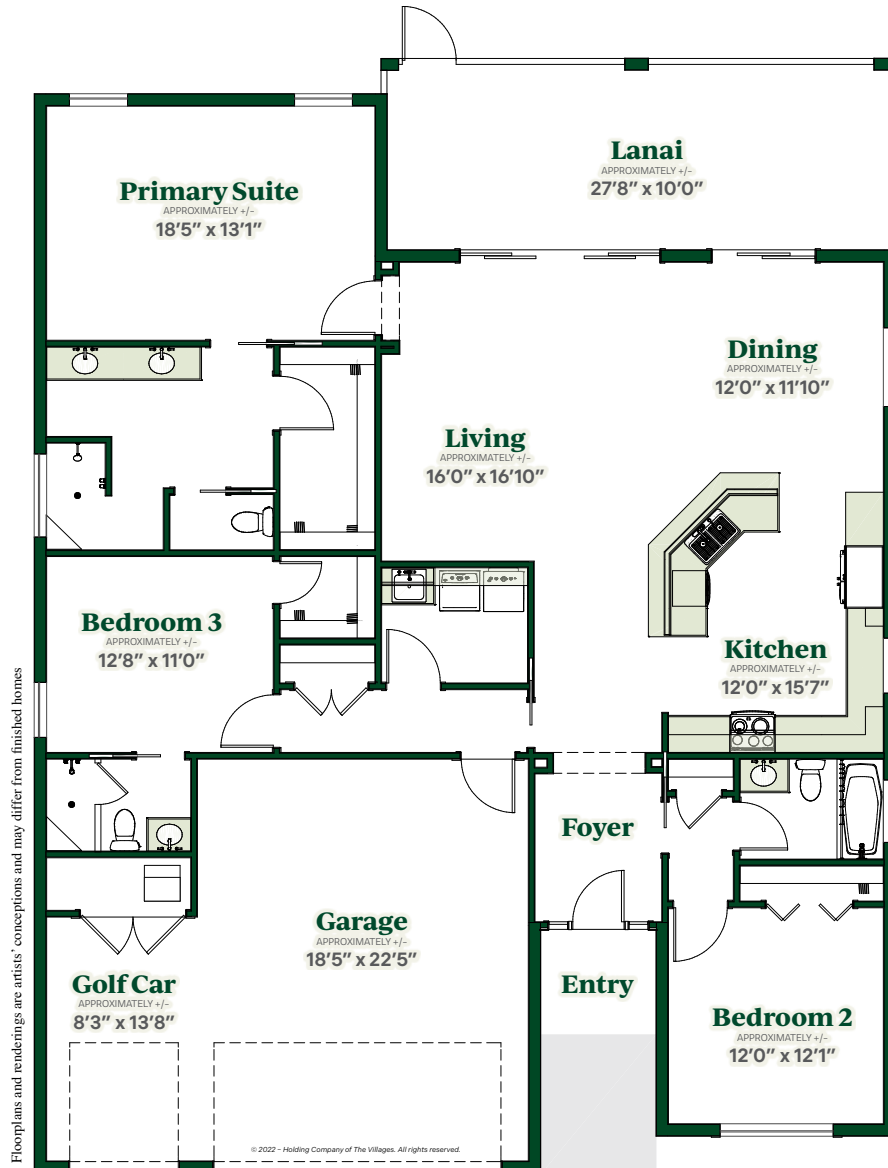 Lanai
APPROXIMATELY +/-
27’8” x 10’0”
Primary Suite
APPROXIMATELY +/-
18’5” x 13’1”
Dining
APPROXIMATELY +/-
12’0” x 11’10”
Living
APPROXIMATELY +/-
16’0” x 16’10”
Bedroom 3
APPROXIMATELY +/-
12’8” x 11’0”
Kitchen
APPROXIMATELY +/-
12’0” x 15’7”
Foyer
Garage
APPROXIMATELY +/-
18’5” x 22’5”
Golf Car
APPROXIMATELY +/-
8’3” x 13’8”
Entry
Bedroom 2
APPROXIMATELY +/-
12’0” x 12’1”
Floorplans and renderings are artists’ conceptions and may differ from finished homes
© 2022 – Holding Company of The Villages. All rights reserved.